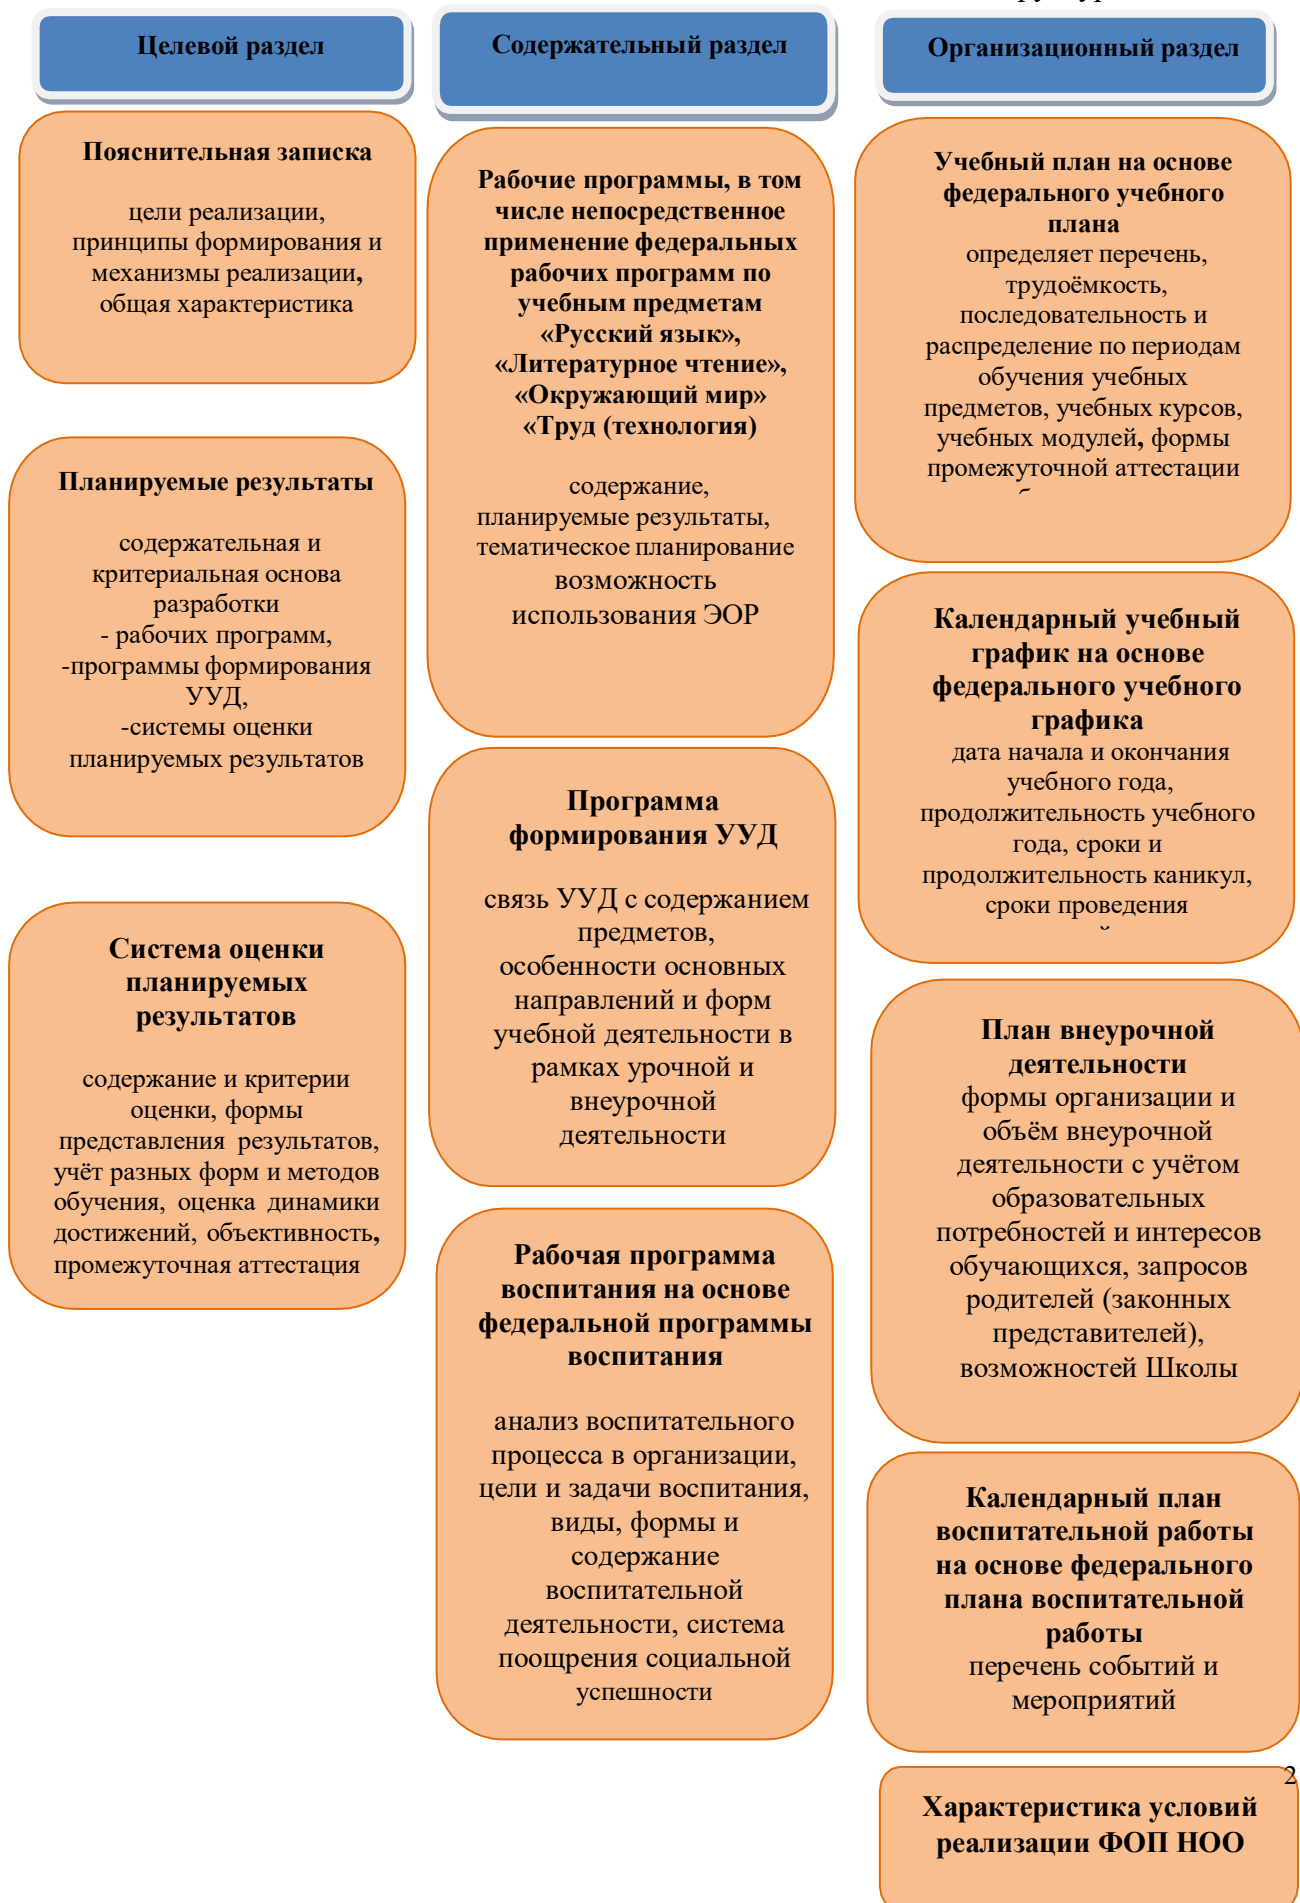 Целевой раздел
Пояснительная записка
цели реализации,
принципы формирования и
механизмы реализации,
общая характеристика
Планируемые результаты
содержательная и
критериальная основа
разработки
- рабочих программ,
-программы формирования
УУД,
-системы оценки
планируемых результатов
Система оценки
планируемых
результатов
содержание и критерии
оценки, формы
представления результатов,
учёт разных форм и методов
обучения, оценка динамики
достижений, объективность,
промежуточная аттестация
Содержательный раздел
Рабочие программы, в том
числе непосредственное
применение федеральных
рабочих программ по
учебным предметам
«Русский язык»,
«Литературное чтение»,
«Окружающий мир»
«Труд (технология)
содержание,
планируемые результаты,
тематическое планирование
возможность
использования ЭОР
Программа
формирования УУД
связь УУД с содержанием
предметов,
особенности основных
направлений и форм
учебной деятельности в
рамках урочной и
внеурочной
деятельности
Рабочая программа
воспитания на основе
федеральной программы
воспитания
анализ воспитательного
процесса в организации,
цели и задачи воспитания,
виды, формы и
содержание
воспитательной
деятельности, система
поощрения социальной
успешности
Организационный раздел
Учебный план на основе
федерального учебного
плана
определяет перечень,
трудоёмкость,
последовательность и
распределение по периодам
обучения учебных
предметов, учебных курсов,
учебных модулей, формы
промежуточной аттестации
Календарный учебный
график на основе
федерального учебного
графика
дата начала и окончания
учебного года,
продолжительность учебного
года, сроки и
продолжительность каникул,
сроки проведения
План внеурочной
деятельности
формы организации и
объём внеурочной
деятельности с учётом
образовательных
потребностей и интересов
обучающихся, запросов
родителей (законных
представителей),
возможностей Школы
Календарный план
воспитательной работы
на основе федерального
плана воспитательной
работы
перечень событий и
мероприятий
2
Характеристика условий
реализации ФОП НОО